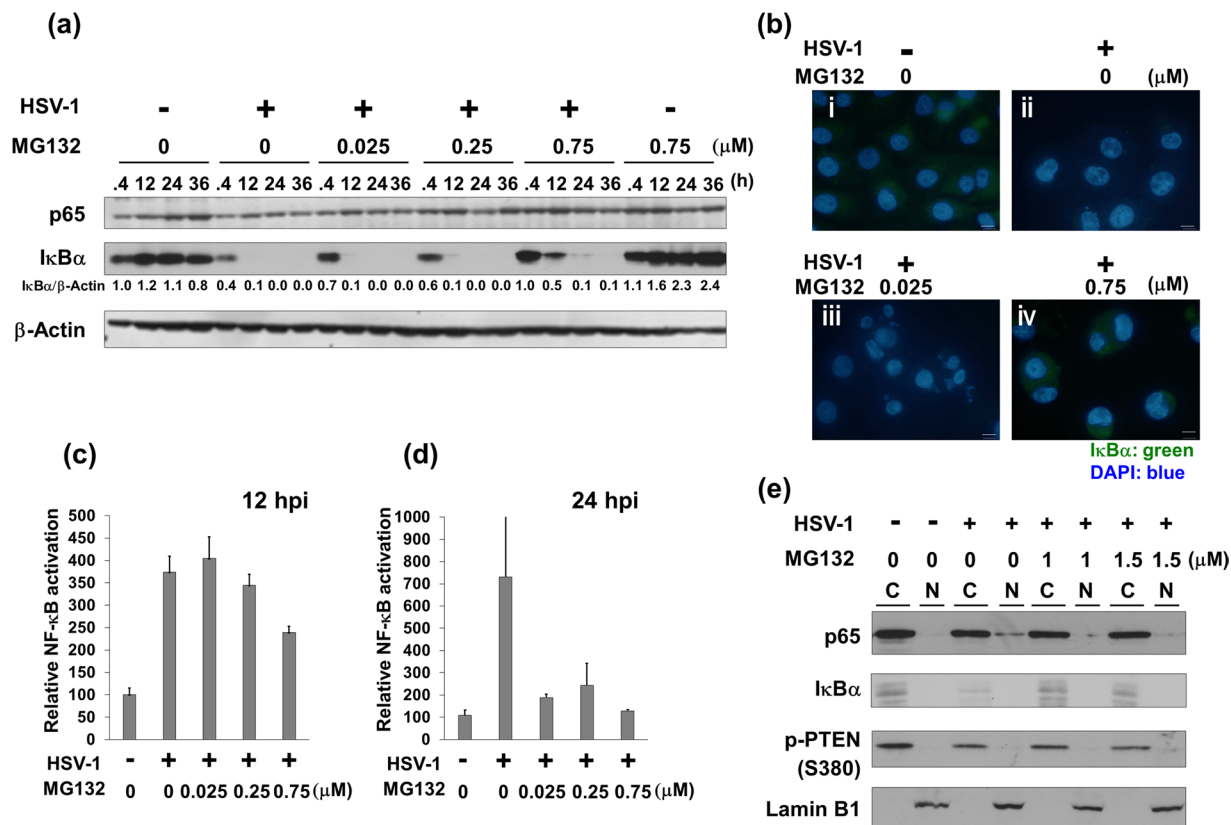 (a)
HSV-1 - + + + + -
MG132 0 0 0.025 0.25 0.75 0.75 (μM)
.4 12 24 36 .4 12 24 36 .4 12 24 36 .4 12 24 36 .4 12 24 36 .4 12 24 36 (h)
p65
IκBα
IκBα/β-Actin 1.0 1.2 1.1 0.8 0.4 0.1 0.0 0.0 0.7 0.1 0.0 0.0 0.6 0.1 0.0 0.0 1.0 0.5 0.1 0.1 1.1 1.6 2.3 2.4
β-Actin
(b)
HSV-1 - +
MG132 0 0 (μM)
i ii
HSV-1 + +
MG132 0.025 0.75 (μM)
iii iv
IκBα: green
DAPI: blue
(c)
12 hpi
Relative NF-κB activation
500
450
400
350
300
250
200
150
100
50
0
HSV-1 - + + + +
MG132 0 0 0.025 0.25 0.75 (μM)
(d)
24 hpi
Relative NF-κB activation
1000
900
800
700
600
500
400
300
200
100
0
HSV-1 - + + + +
MG132 0 0 0.025 0.25 0.75 (μM)
(e)
HSV-1 - - + + + + + +
MG132 0 0 0 0 1 1 1.5 1.5 (μM)
C N C N C N C N
p65
IκBα
p-PTEN
(S380)
Lamin B1